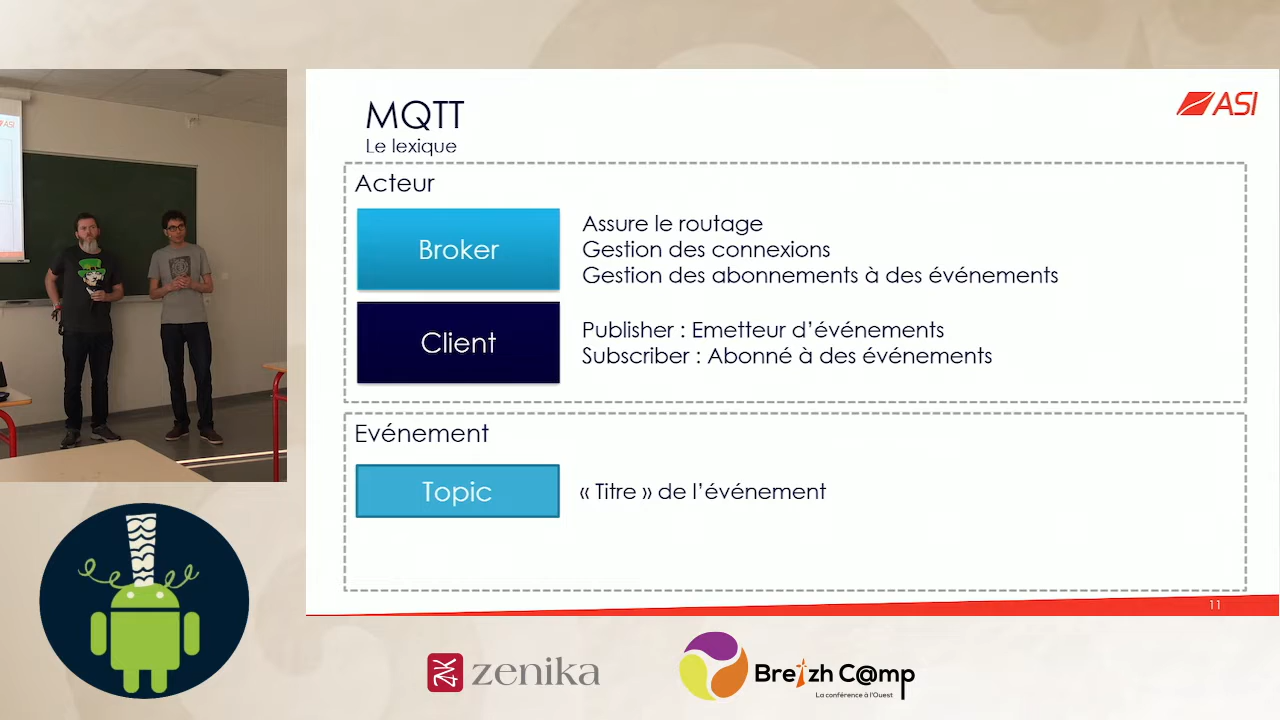 MQTT
Le lexique
ASI
Acteur
Broker
Assure le routage
Gestion des connexions
Gestion des abonnements à des événements
Client
Publisher : Emetteur d’événements
Subscriber : Abonné à des événements
Evénement
Topic
« Titre » de l’événement
11
zenika
Breizh C@mp
La conférence à l'Ouest